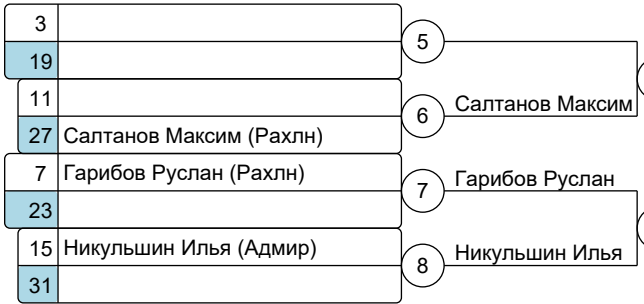 3
5
19
11
6 Салтанов Максим
27 Салтанов Максим (Рахлн)
7 Гарибов Руслан (Рахлн)
7 Гарибов Руслан
23
15 Никульшин Илья (Адмир)
8 Никульшин Илья
31